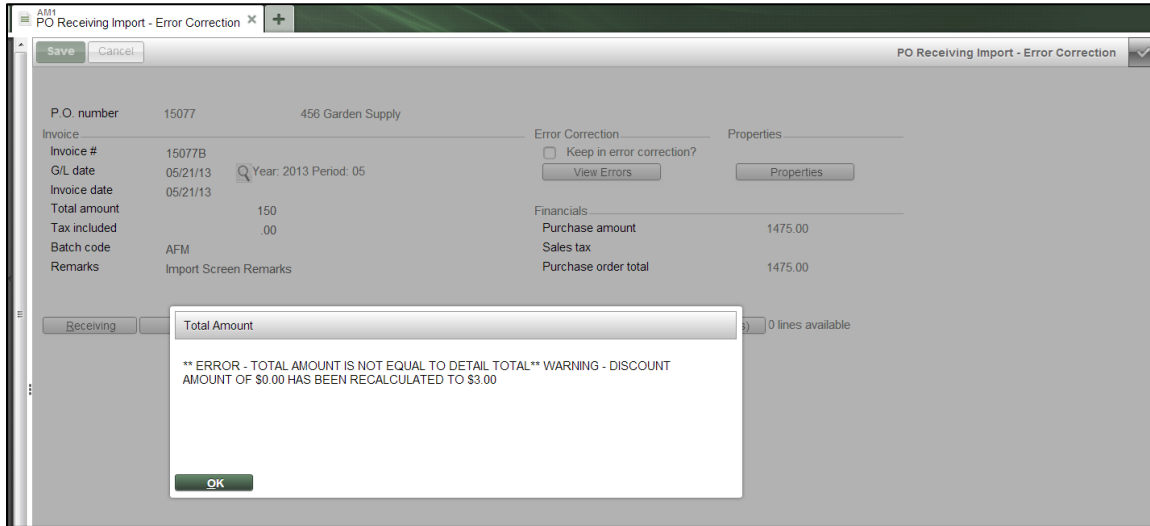 AM1
PO Receiving Import - Error Correction
Save Cancel PO Receiving Import - Error Correction
P.O. number 15077 456 Garden Supply
Invoice Error Correction Properties
Invoice # 15077B Keep in error correction?
G/L date 05/21/13 Year: 2013 Period: 05 View Errors Properties
Invoice date 05/21/13
Total amount 150 Financials
Tax included .00 Purchase amount 1475.00
Batch code AFM Sales tax
Remarks Import Screen Remarks Purchase order total 1475.00
Receiving s) 0 lines available
Total Amount
** ERROR - TOTAL AMOUNT IS NOT EQUAL TO DETAIL TOTAL** WARNING - DISCOUNT
AMOUNT OF $0.00 HAS BEEN RECALCULATED TO $3.00
OK